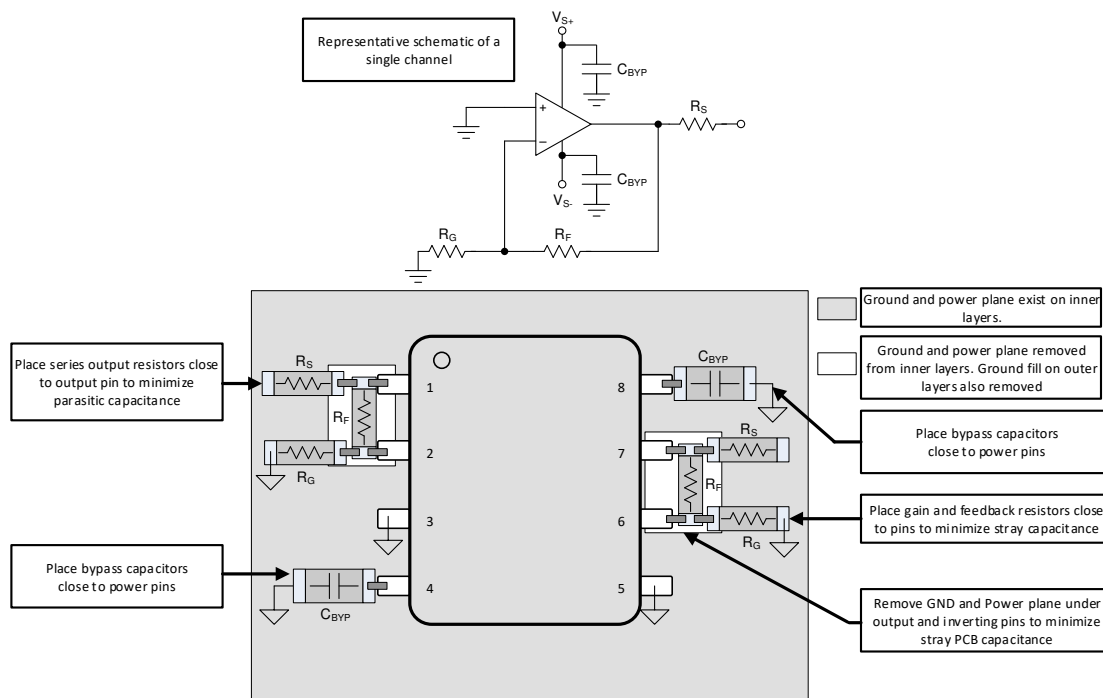 Representative schematic of a
single channel
VS+
CBYP
RS
+
−
CBYP
VS-
RG
RF
Ground and power plane exist on inner
layers.
Ground and power plane removed
from inner layers. Ground fill on outer
layers also removed
Place series output resistors close
to output pin to minimize
parasitic capacitance
RS
RF
RG
1
2
3
4
8
7
6
5
CBYP
RS
RF
RG
Place bypass capacitors
close to power pins
Place gain and feedback resistors close
to pins to minimize stray capacitance
Place bypass capacitors
close to power pins
CBYP
Remove GND and Power plane under
output and inverting pins to minimize
stray PCB capacitance